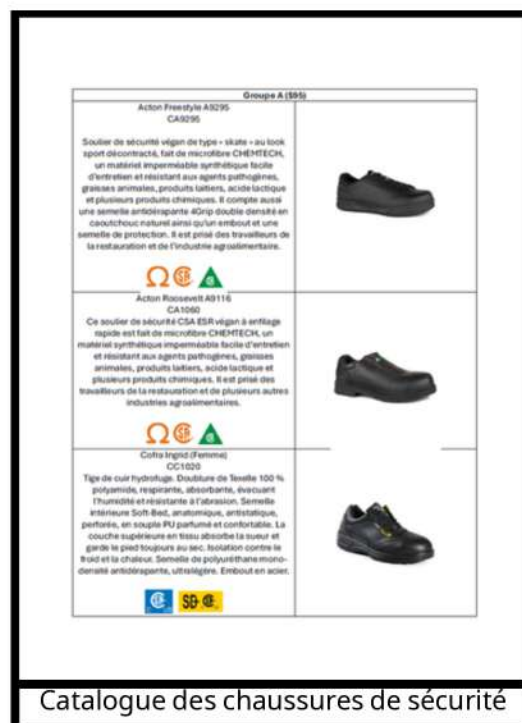 Groupe A ($95)
Acton Freestyle A9295
CA9295
Soulier de sécurité végan de type « skate » au look
sport décontracté, fait de microfibre CHEMTECH,
un matériel imperméable synthétique facile
d'entretien et résistant aux agents pathogènes,
graisses animales, produits laitiers, acide lactique
et plusieurs produits chimiques. Il compte aussi
une semelle antidérapante 4Grip double densité en
caoutchouc naturel ainsi qu'un embout et une
semelle de protection. Il est prisé des travailleurs de
la restauration et de l'industrie agroalimentaire.
Acton Roosevelt A9116
CA1060
Ce soulier de sécurité CSA ESR végan à enfilage
rapide est fait de microfibre CHEMTECH, un
matériel synthétique imperméable facile d'entretien
et résistant aux agents pathogènes, graisses
animales, produits laitiers, acide lactique et
plusieurs produits chimiques. Il est prisé des
travailleurs de la restauration et de plusieurs autres
industries agroalimentaires.
Cofra Ingrid (Femme)
CC1020
Tige de cuir hydrofuge. Doublure de Texelle 100 %
polyamide, respirante, absorbante, évacuant
l'humidité et résistante à l'abrasion. Semelle
intérieure Soft-Bed, anatomique, antistatique,
perforée, en souple PU parfumé et confortable. La
couche supérieure en tissu absorbe la sueur et
garde le pied toujours au sec. Isolation contre le
froid et la chaleur. Semelle de polyuréthane mono-
densité antidérapante, ultralégère. Embout en acier.
SD
Catalogue des chaussures de sécurité